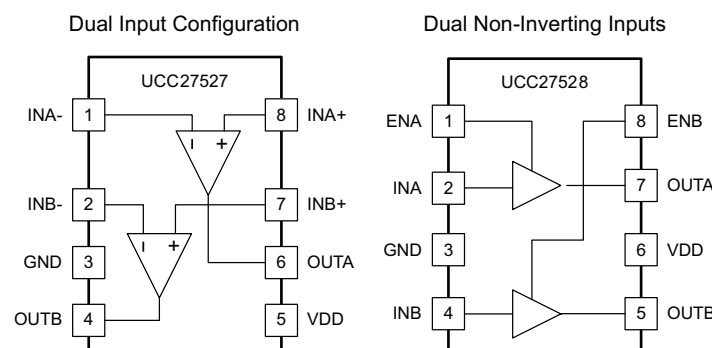 Dual Input Configuration
UCC27527
INA- 1 8 INA+
- +
INB- 2 7 INB+
- +
GND 3 6 OUTA
OUTB 4 5 VDD
Dual Non-Inverting Inputs
UCC27528
ENA 1 8 ENB
INA 2 7 OUTA
GND 3 6 VDD
INB 4 5 OUTB